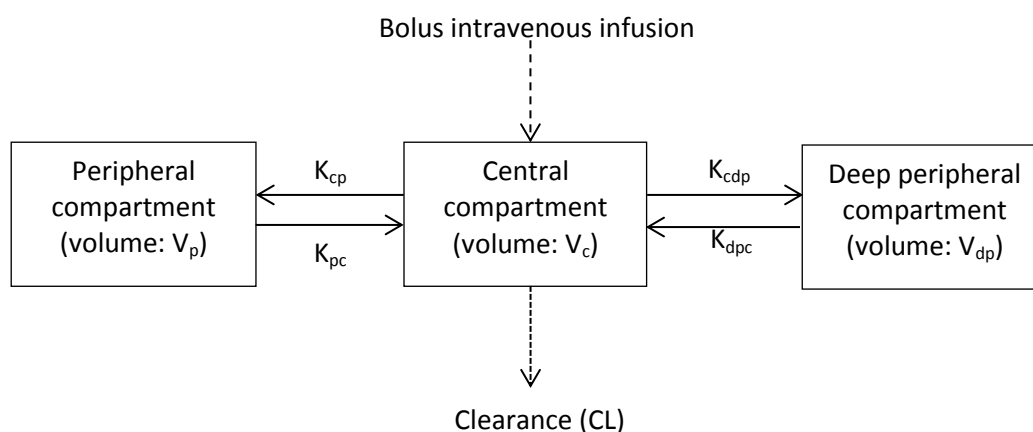 Bolus intravenous infusion
Peripheral
compartment
(volume: Vp)
Kcp
Kpc
Central
compartment
(volume: Vc)
Kcdp
Kdpc
Deep peripheral
compartment
(volume: Vdp)
Clearance (CL)